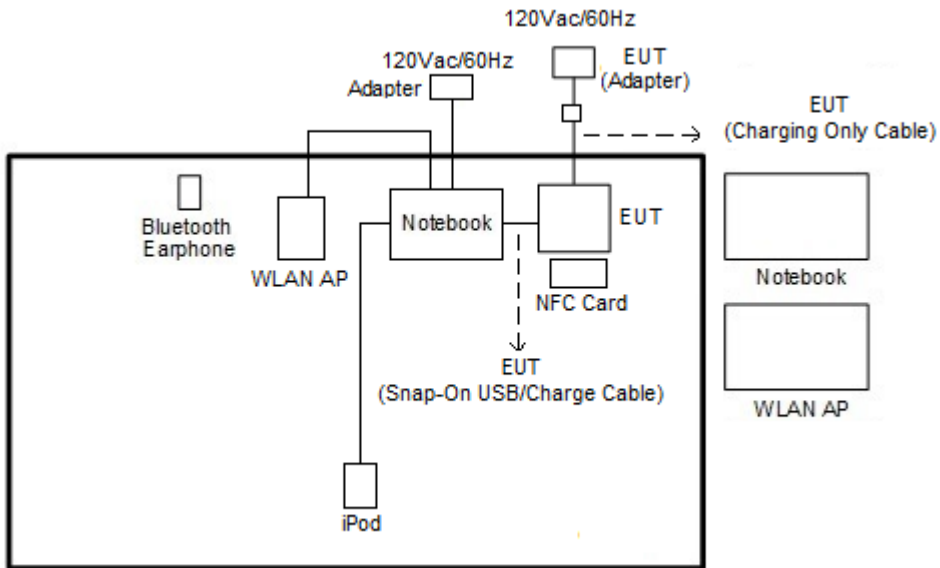 120Vac/60Hz
120Vac/60Hz
Adapter
EUT
(Adapter)
EUT
(Charging Only Cable)
Bluetooth
Earphone
WLAN AP
Notebook
EUT
NFC Card
Notebook
EUT
(Snap-On USB/Charge Cable)
WLAN AP
iPod